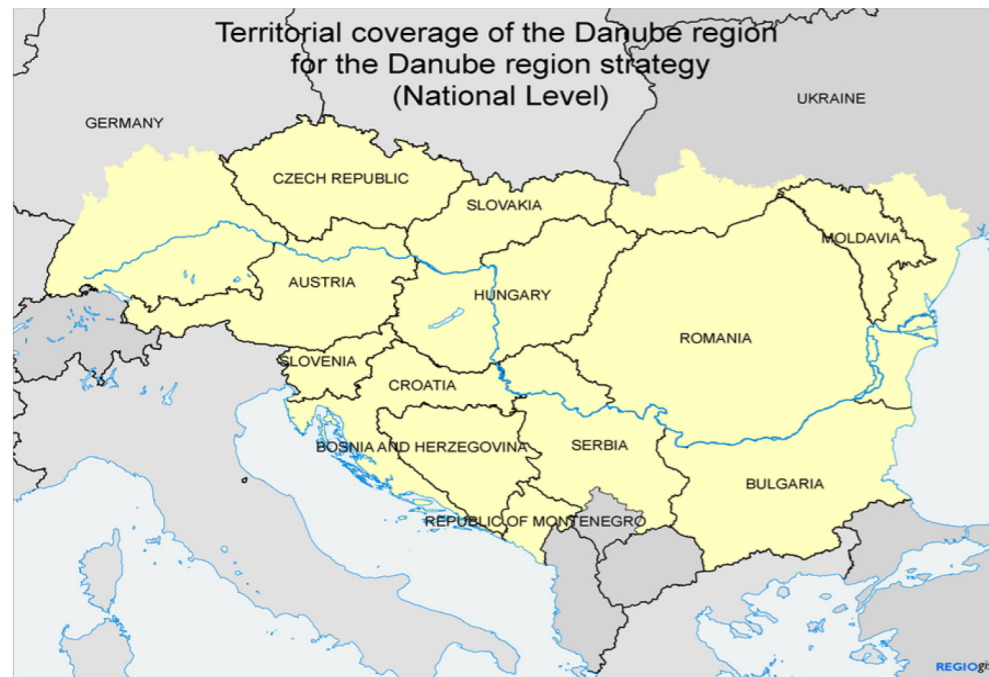 Territorial coverage of the Danube region
for the Danube region strategy
(National Level)
UKRAINE
GERMANY
CZECH REPUBLIC
SLOVAKIA
MOLDAVIA
AUSTRIA
HUNGARY
ROMANIA
SLOVENIA
CROATIA
BOSNIA AND HERZEGOVINA
SERBIA
BULGARIA
REPUBLIC OF MONTENEGRO
REGIOgis